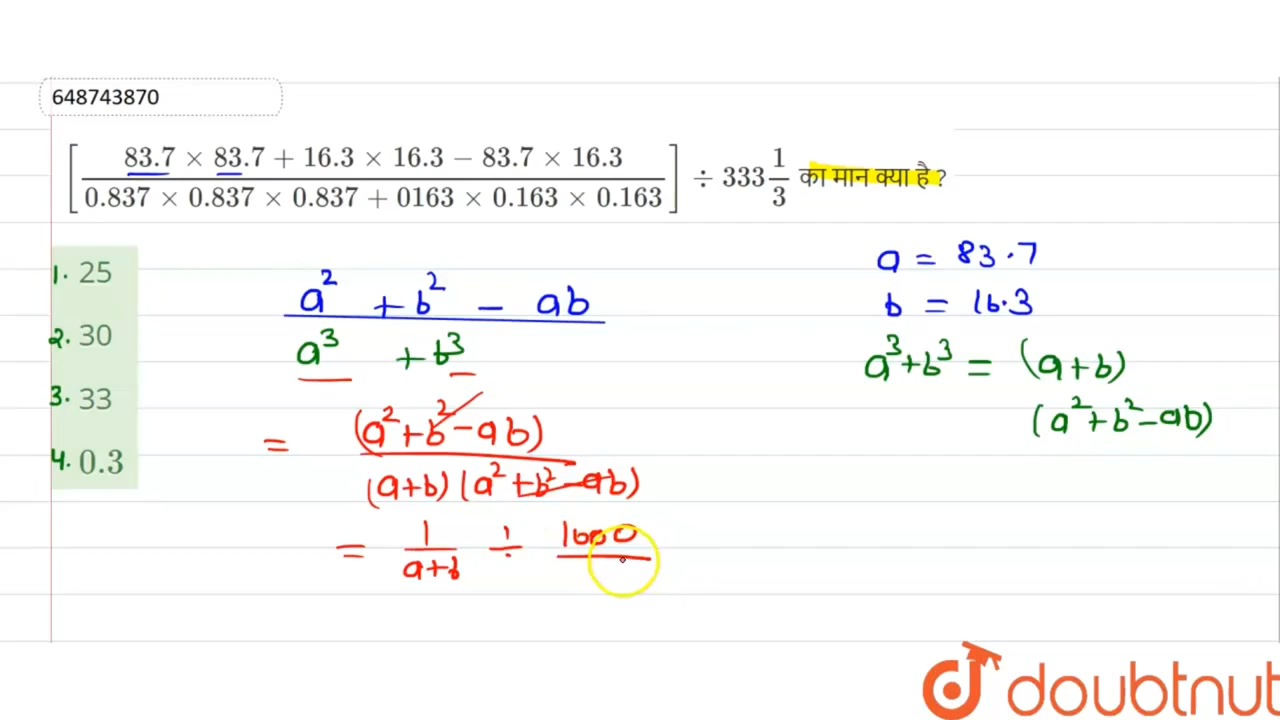 648743870
[ (83.7 × 83.7 + 16.3 × 16.3 − 83.7 × 16.3) / (0.837 × 0.837 × 0.837 + 0163 × 0.163 × 0.163) ] ÷ 333 1/3 का मान क्या है ?
1. 25
2. 30
3. 33
4. 0.3
a² + b² − ab
a³ + b³
= (a² + b² − ab)
(a+b) (a² + b² − ab)
= 1/(a+b) ÷ 1000
a = 83.7
b = 16.3
a³ + b³ = (a+b)
(a² + b² − ab)
doubtnut